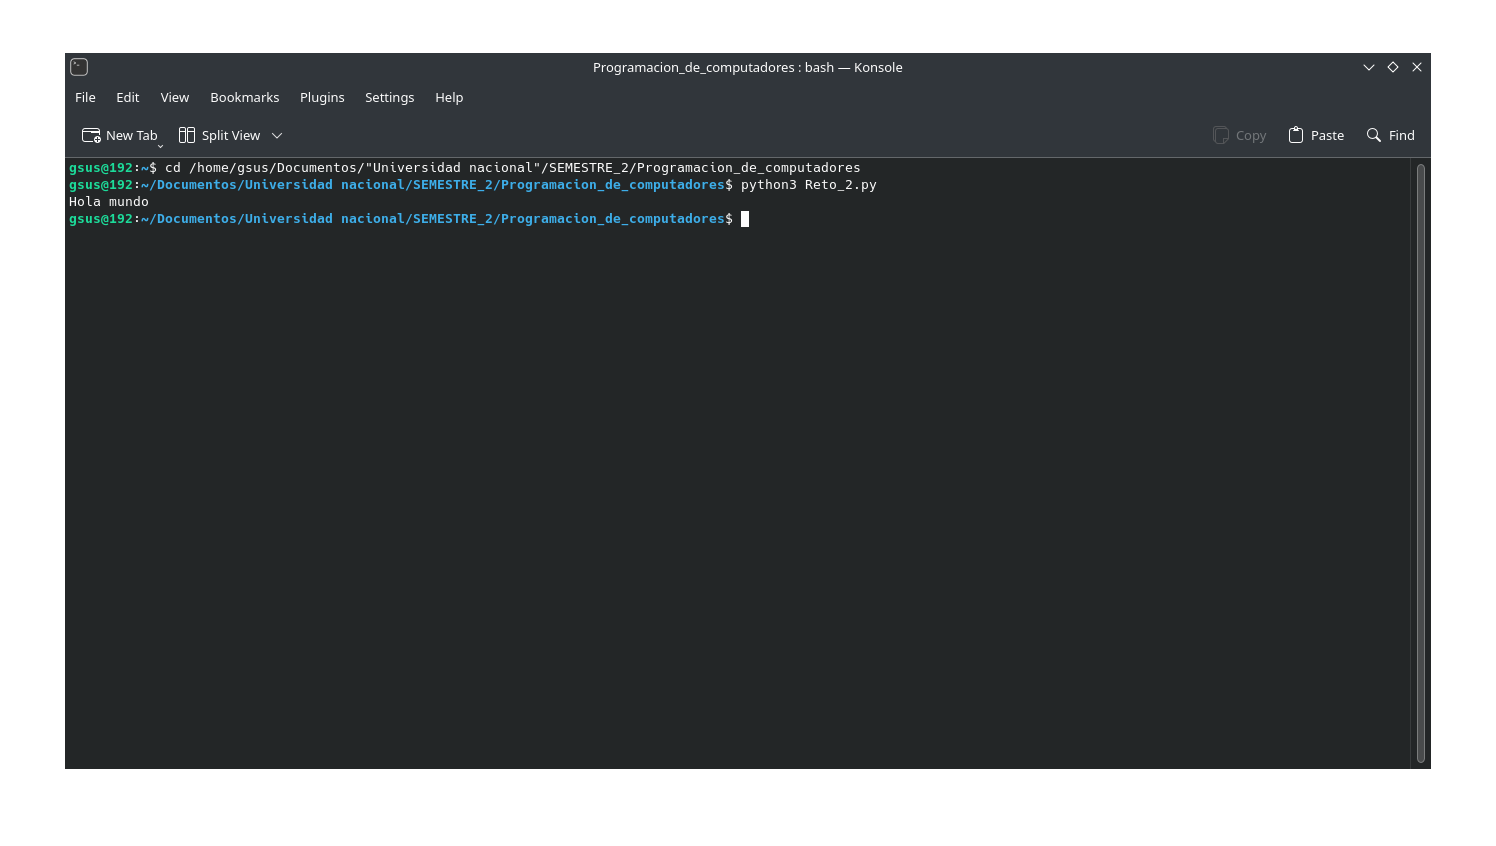 Programacion_de_computadores : bash — Konsole
File Edit View Bookmarks Plugins Settings Help
New Tab Split View Copy Paste Find
gsus@192:~$ cd /home/gsus/Documentos/"Universidad nacional"/SEMESTRE_2/Programacion_de_computadores
gsus@192:~/Documentos/Universidad nacional/SEMESTRE_2/Programacion_de_computadores$ python3 Reto_2.py
Hola mundo
gsus@192:~/Documentos/Universidad nacional/SEMESTRE_2/Programacion_de_computadores$